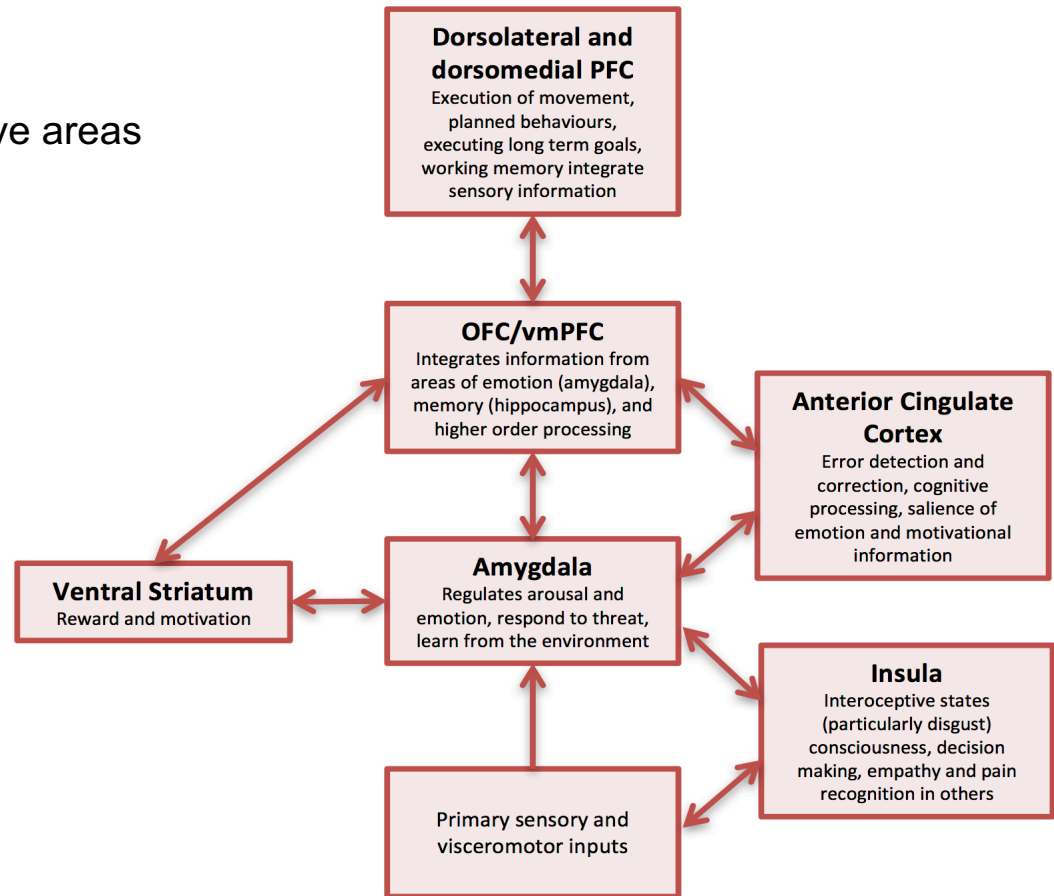 Dorsolateral and
dorsomedial PFC
Execution of movement,
planned behaviours,
executing long term goals,
working memory integrate
sensory information
areas
OFC/vmPFC
Integrates information from
areas of emotion (amygdala),
memory (hippocampus), and
higher order processing
Anterior Cingulate
Cortex
Error detection and
correction, cognitive
processing, salience of
emotion and motivational
information
Ventral Striatum
Reward and motivation
Amygdala
Regulates arousal and
emotion, respond to threat,
learn from the environment
Insula
Interoceptive states
(particularly disgust)
consciousness, decision
making, empathy and pain
recognition in others
Primary sensory and
visceromotor inputs